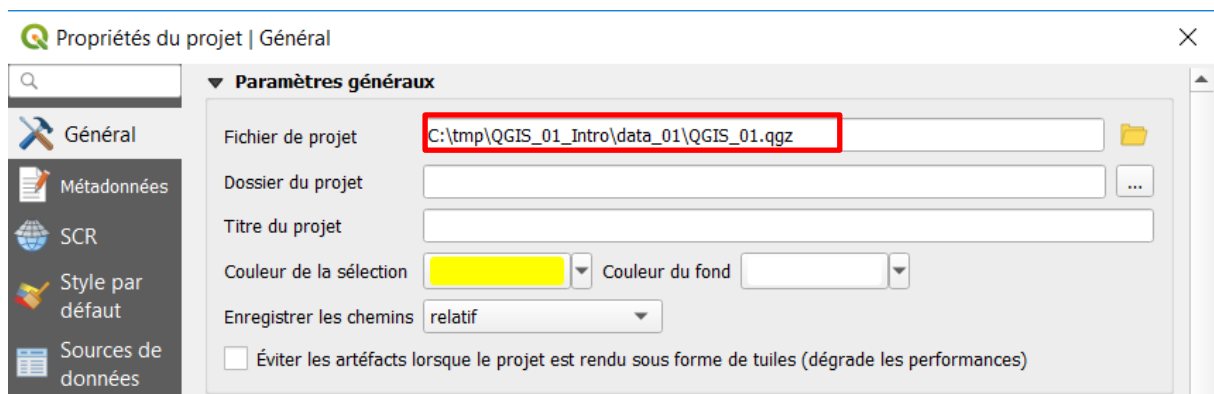 Propriétés du projet | Général
Paramètres généraux
Général
Fichier de projet C:\tmp\QGIS_01_Intro\data_01\QGIS_01.qgz
Métadonnées
Dossier du projet ...
SCR
Titre du projet
Style par
défaut
Couleur de la sélection Couleur du fond
Enregistrer les chemins relatif
Sources de
données
Éviter les artéfacts lorsque le projet est rendu sous forme de tuiles (dégrade les performances)